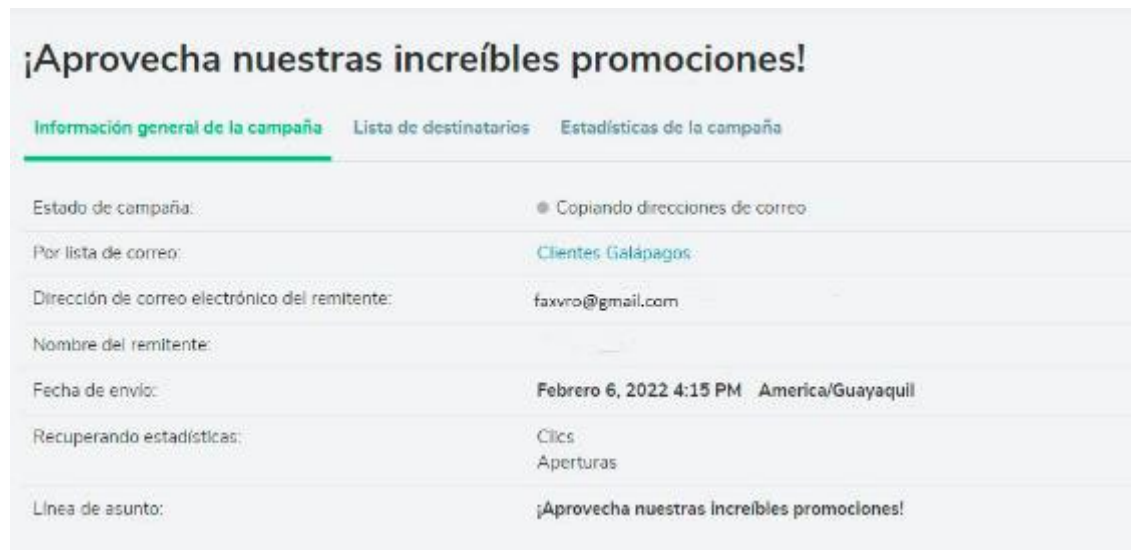 ¡Aprovecha nuestras increíbles promociones!
Información general de la campaña Lista de destinatarios Estadísticas de la campaña
Estado de campaña: Copiando direcciones de correo
Por lista de correo: Clientes Galápagos
Dirección de correo electrónico del remitente: faxvro@gmail.com
Nombre del remitente:
Fecha de envío: Febrero 6, 2022 4:15 PM America/Guayaquil
Recuperando estadísticas: Clics
Aperturas
Línea de asunto: ¡Aprovecha nuestras increíbles promociones!